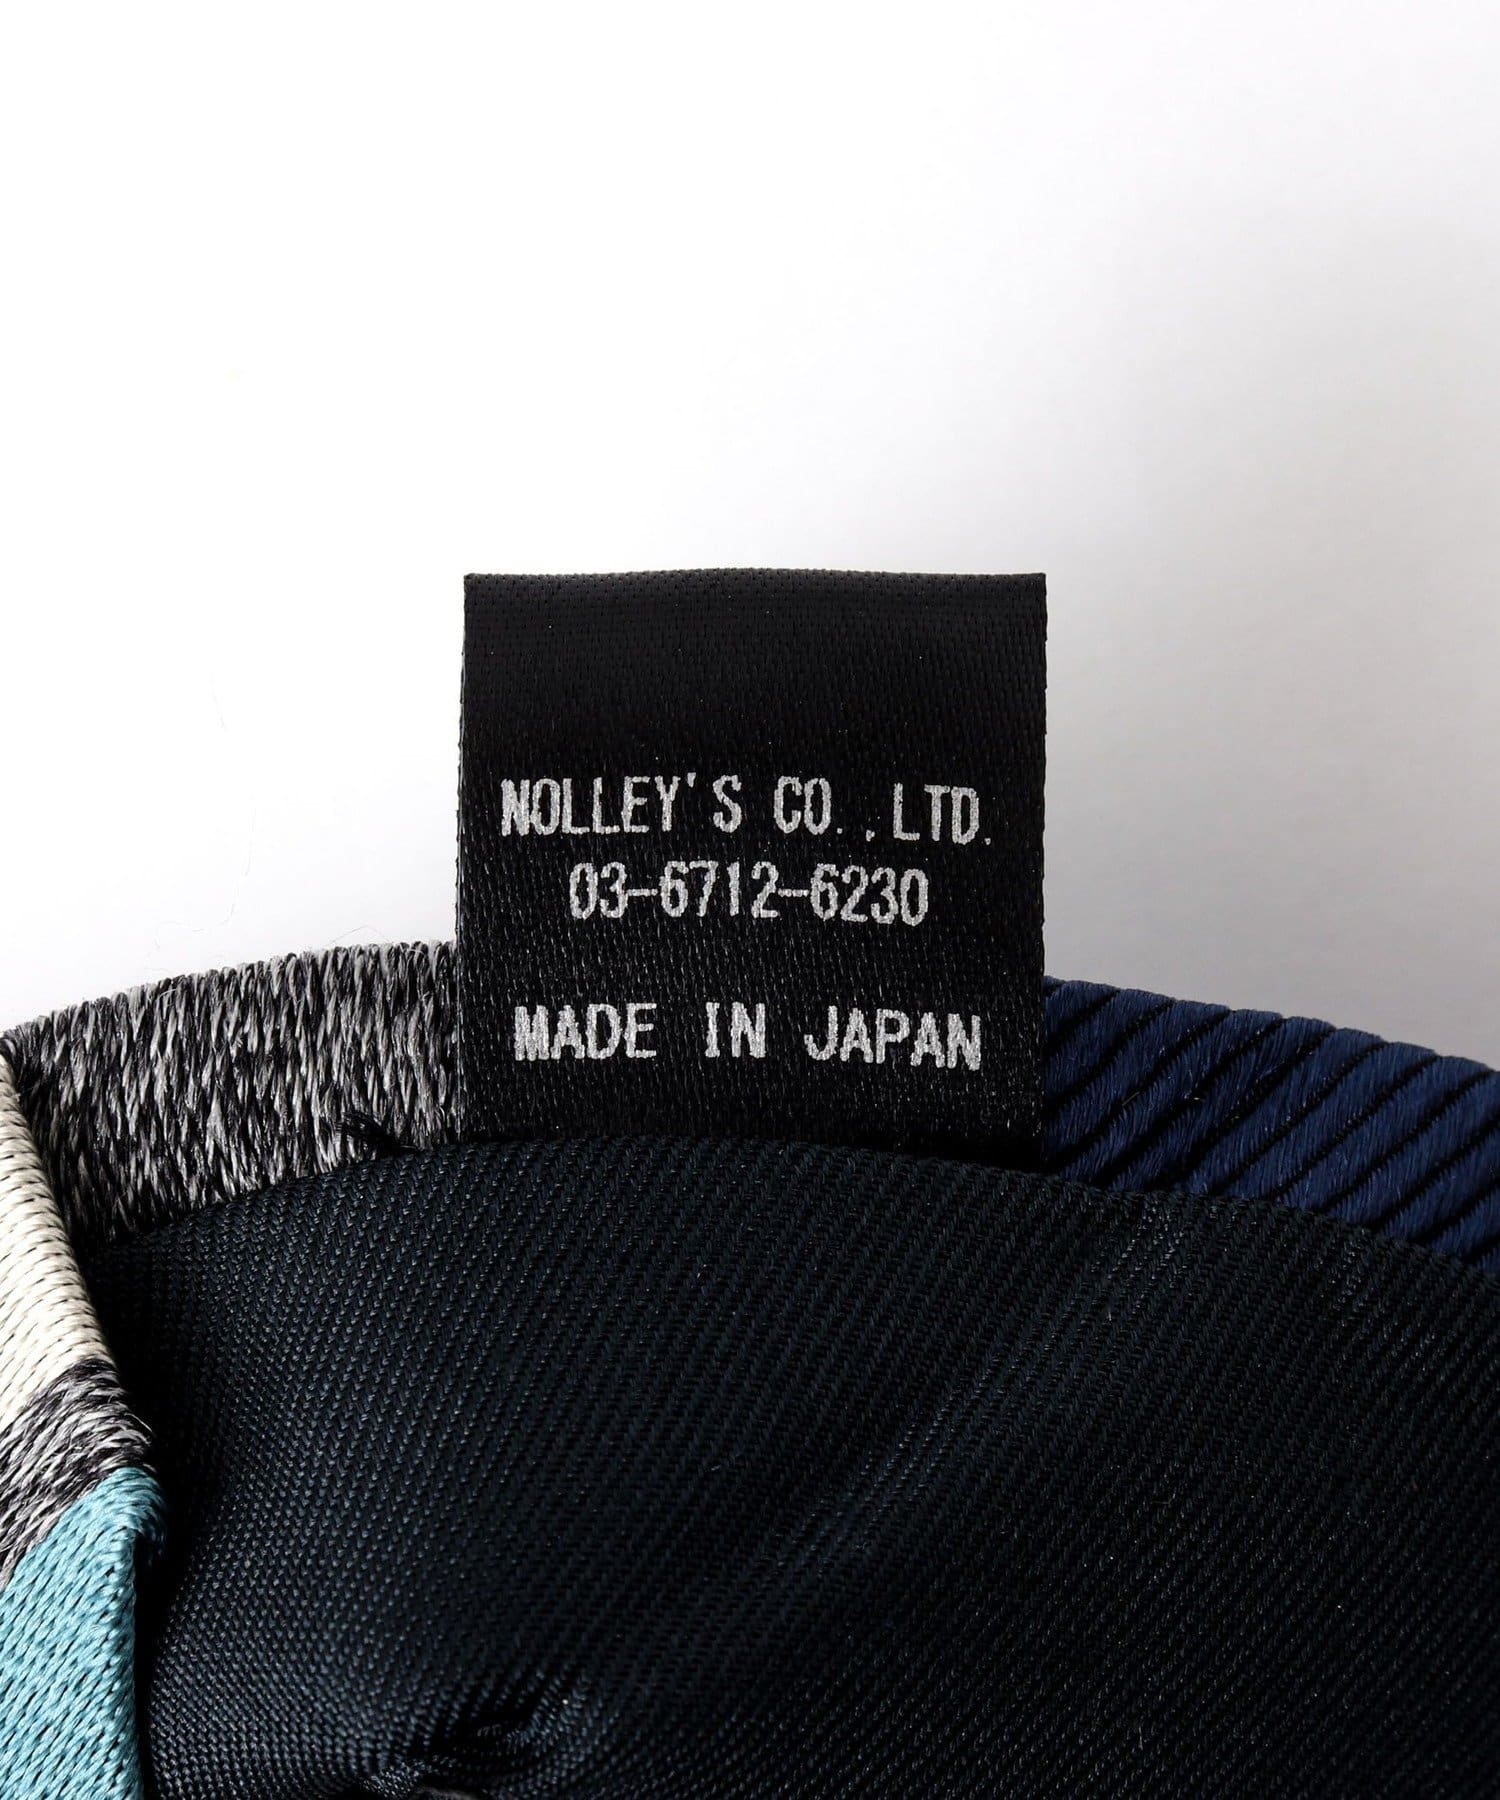 NOLLEY'S CO.,LTD.
03-6712-6230
MADE IN JAPAN